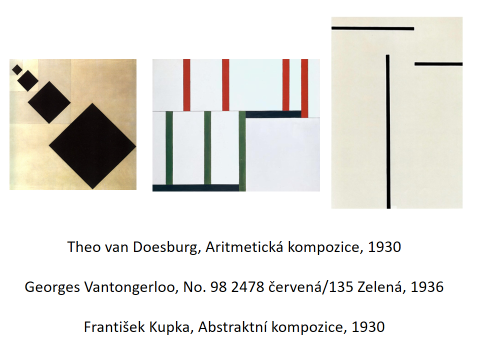 Theo van Doesburg, Aritmetická kompozice, 1930
Georges Vantongerloo, No. 98 2478 červená/135 Zelená, 1936
František Kupka, Abstraktní kompozice, 1930